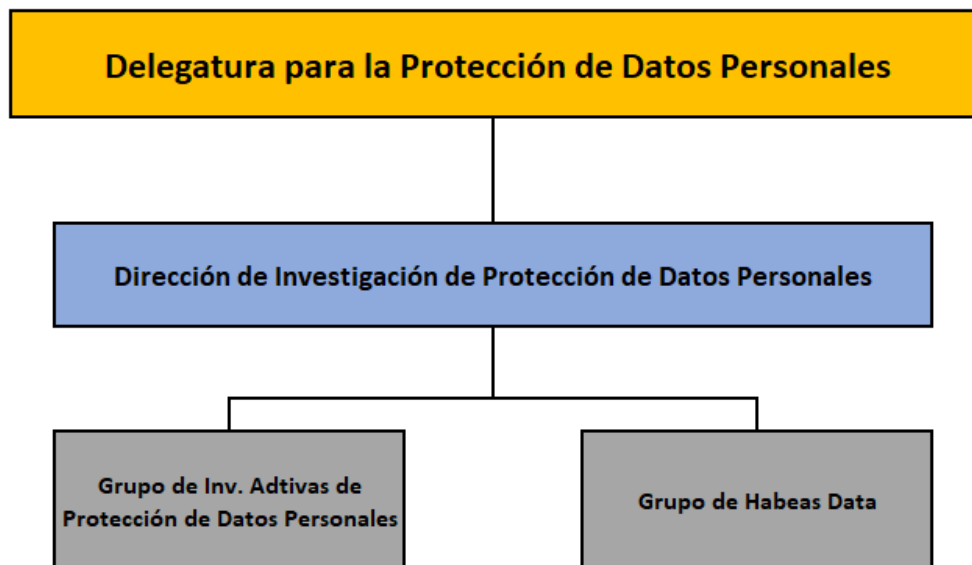 Delegatura para la Protección de Datos Personales
Dirección de Investigación de Protección de Datos Personales
Grupo de Inv. Adtivas de
Protección de Datos Personales
Grupo de Habeas Data